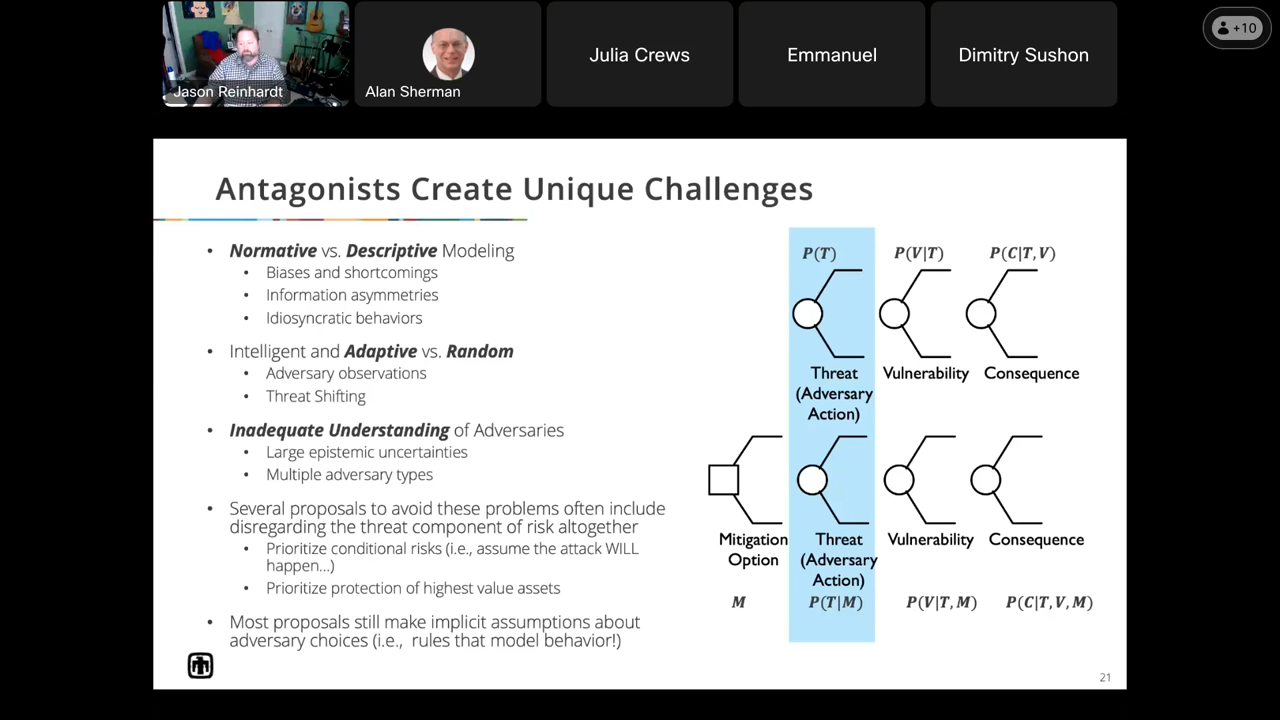 Jason Reinhardt
Alan Sherman
Julia Crews
Emmanuel
Dimitry Sushon
+10
Antagonists Create Unique Challenges
• Normative vs. Descriptive Modeling
• Biases and shortcomings
• Information asymmetries
• Idiosyncratic behaviors
• Intelligent and Adaptive vs. Random
• Adversary observations
• Threat Shifting
• Inadequate Understanding of Adversaries
• Large epistemic uncertainties
• Multiple adversary types
• Several proposals to avoid these problems often include
disregarding the threat component of risk altogether
• Prioritize conditional risks (i.e., assume the attack WILL
happen...)
• Prioritize protection of highest value assets
• Most proposals still make implicit assumptions about
adversary choices (i.e., rules that model behavior!)
P(T)
P(V|T)
P(C|T,V)
Threat
(Adversary
Action)
Vulnerability
Consequence
Mitigation
Option
Threat
(Adversary
Action)
Vulnerability
Consequence
M
P(T|M)
P(V|T,M)
P(C|T,V,M)
21